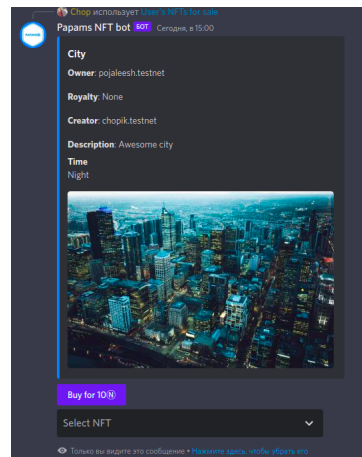 Chop использует User's NFTs for sale
Papams NFT bot БОТ Сегодня, в 15:00
City
Owner: pojaleesh.testnet
Royalty: None
Creator: chopik.testnet
Description: Awesome city
Time
Night
Buy for 10Ⓝ
Select NFT
Только вы видите это сообщение • Нажмите здесь, чтобы убрать его